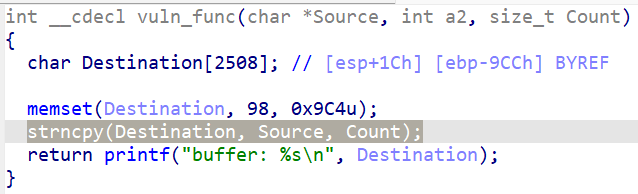 int __cdecl vuln_func(char *Source, int a2, size_t Count)
{
char Destination[2508]; // [esp+1Ch] [ebp-9CCh] BYREF
memset(Destination, 98, 0x9C4u);
strncpy(Destination, Source, Count);
return printf("buffer: %s\n", Destination);
}